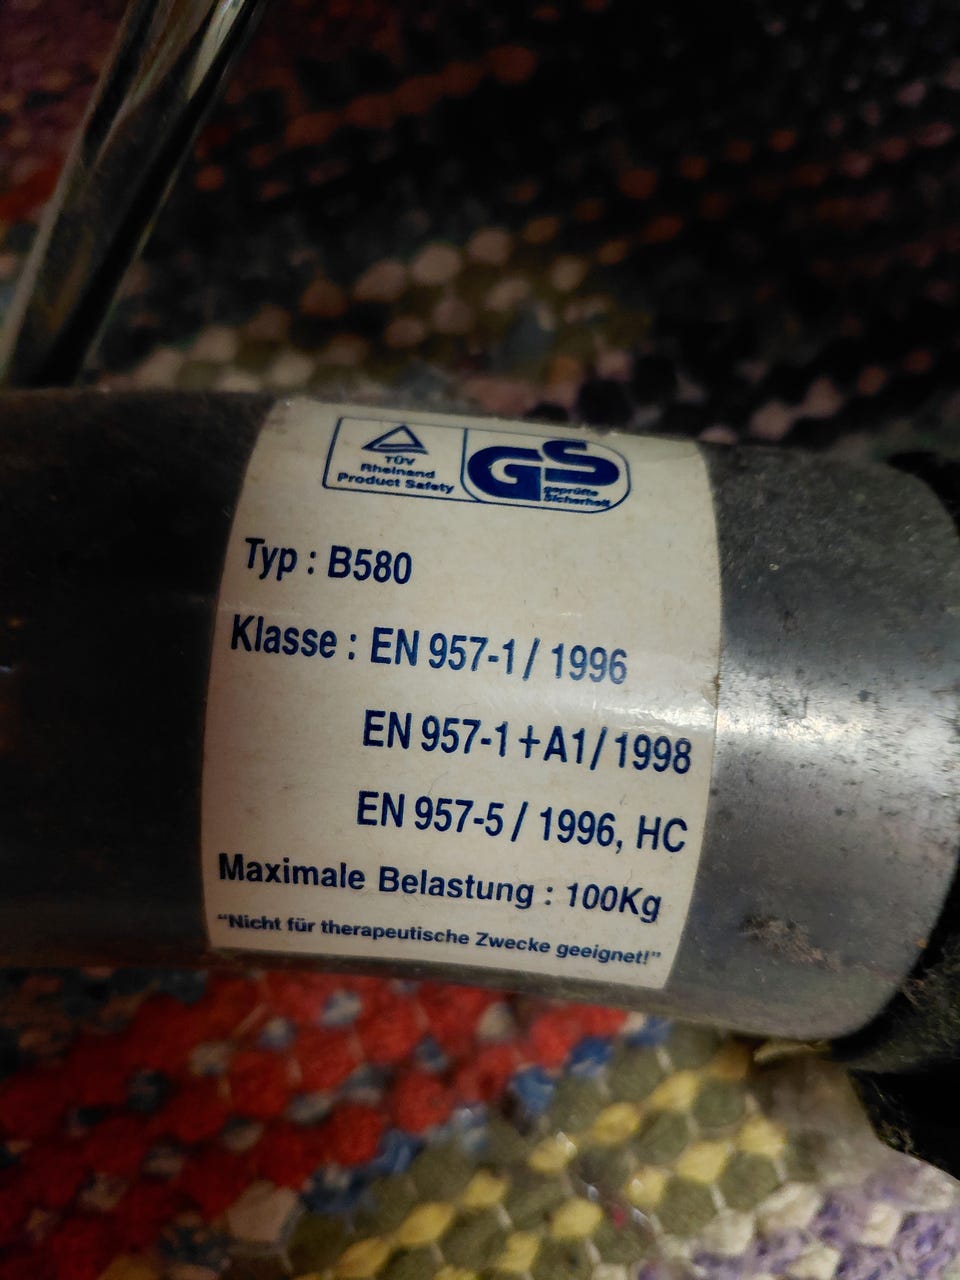 TÜV
Rheinand
Product Safety
GS
geprüfte
Sicherheit
Typ : B580
Klasse : EN 957-1/ 1996
EN 957-1+A1/ 1998
EN 957-5 / 1996, HC
Maximale Belastung : 100Kg
“Nicht für therapeutische Zwecke geeignet!”